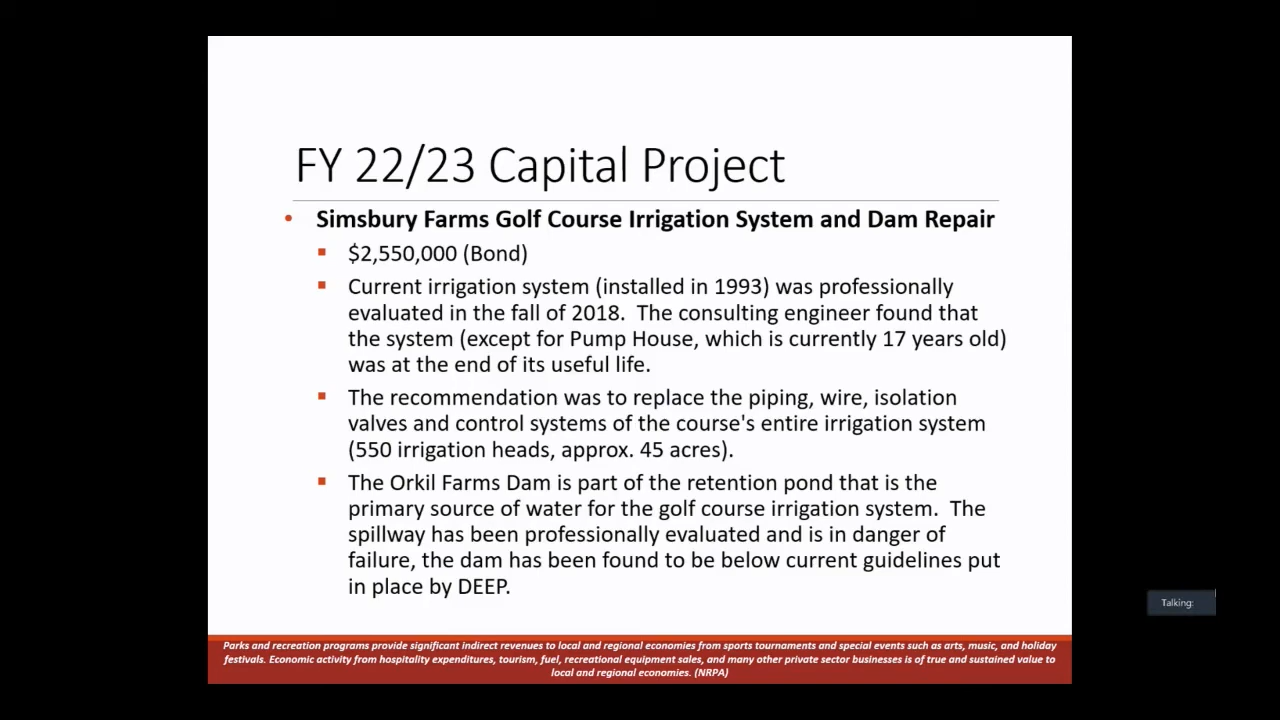 FY 22/23 Capital Project
• Simsbury Farms Golf Course Irrigation System and Dam Repair
▪ $2,550,000 (Bond)
▪ Current irrigation system (installed in 1993) was professionally
evaluated in the fall of 2018.  The consulting engineer found that
the system (except for Pump House, which is currently 17 years old)
was at the end of its useful life.
▪ The recommendation was to replace the piping, wire, isolation
valves and control systems of the course's entire irrigation system
(550 irrigation heads, approx. 45 acres).
▪ The Orkil Farms Dam is part of the retention pond that is the
primary source of water for the golf course irrigation system.  The
spillway has been professionally evaluated and is in danger of
failure, the dam has been found to be below current guidelines put
in place by DEEP.
Talking:
Parks and recreation programs provide significant indirect revenues to local and regional economies from sports tournaments and special events such as arts, music, and holiday
festivals. Economic activity from hospitality expenditures, tourism, fuel, recreational equipment sales, and many other private sector businesses is of true and sustained value to
local and regional economies. (NRPA)